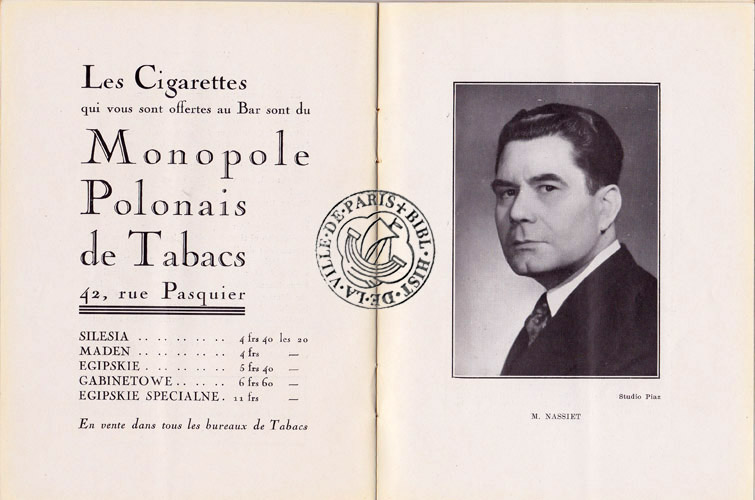 Les Cigarettes
qui vous sont offertes au Bar sont du
Monopole
Polonais
de Tabacs
42, rue Pasquier
SILESIA . . . . . . . . 4 frs 40 les 20
MADEN . . . . . . . . 4 frs —
EGIPSKIE . . . . . . . 5 frs 40 —
GABINETOWE . . . . . 6 frs 60 —
EGIPSKIE SPECIALNE . 11 frs —
En vente dans tous les bureaux de Tabacs
BIBL·HIST·DE·LA·VILLE·DE·PARIS
Studio Piaz
M. NASSIET